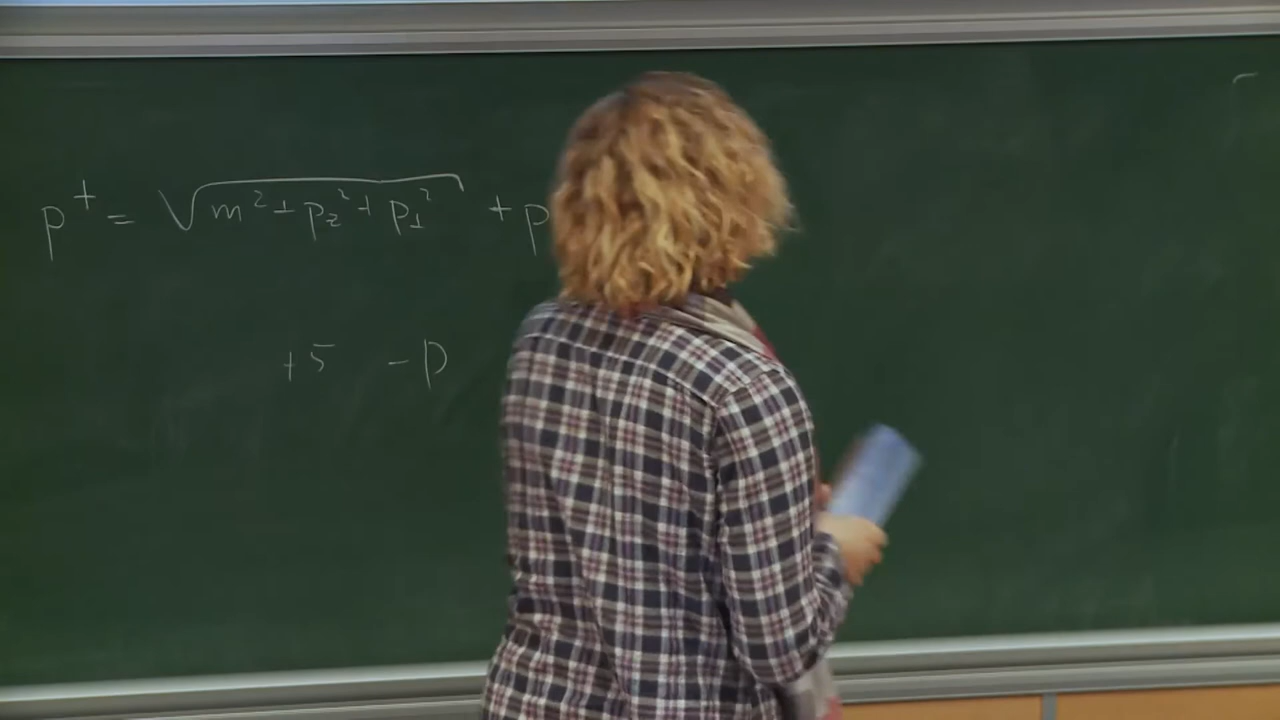 p⁺ = √(m² + p_z² + p_⊥²) + p
+5 - p